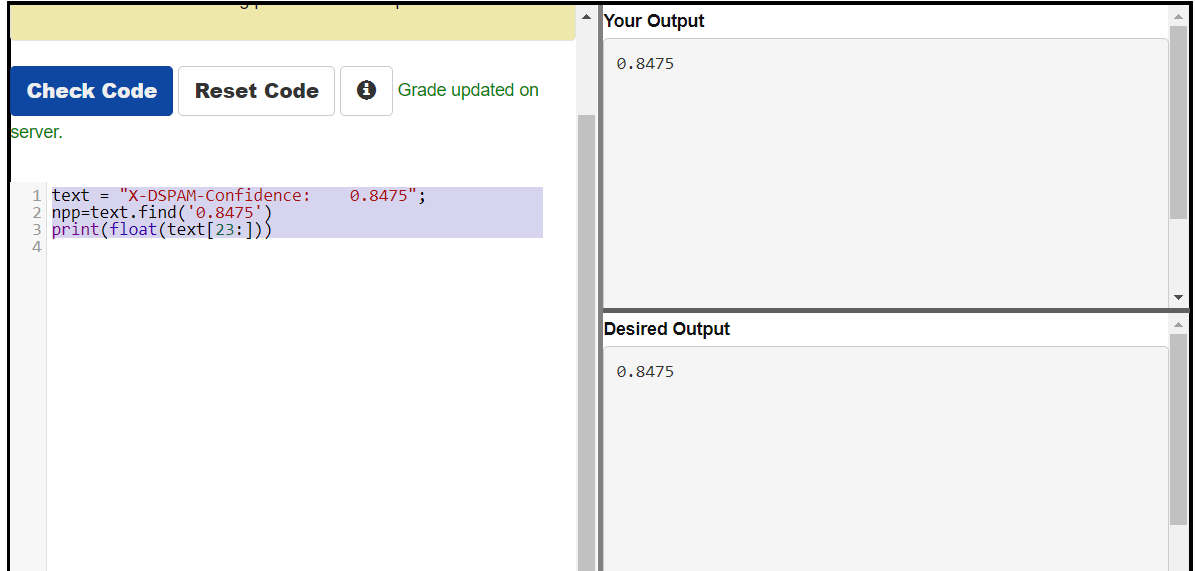 Check Code Reset Code Grade updated on
server.
1 text = "X-DSPAM-Confidence:    0.8475";
2 npp=text.find('0.8475')
3 print(float(text[23:]))
4
Your Output
0.8475
Desired Output
0.8475